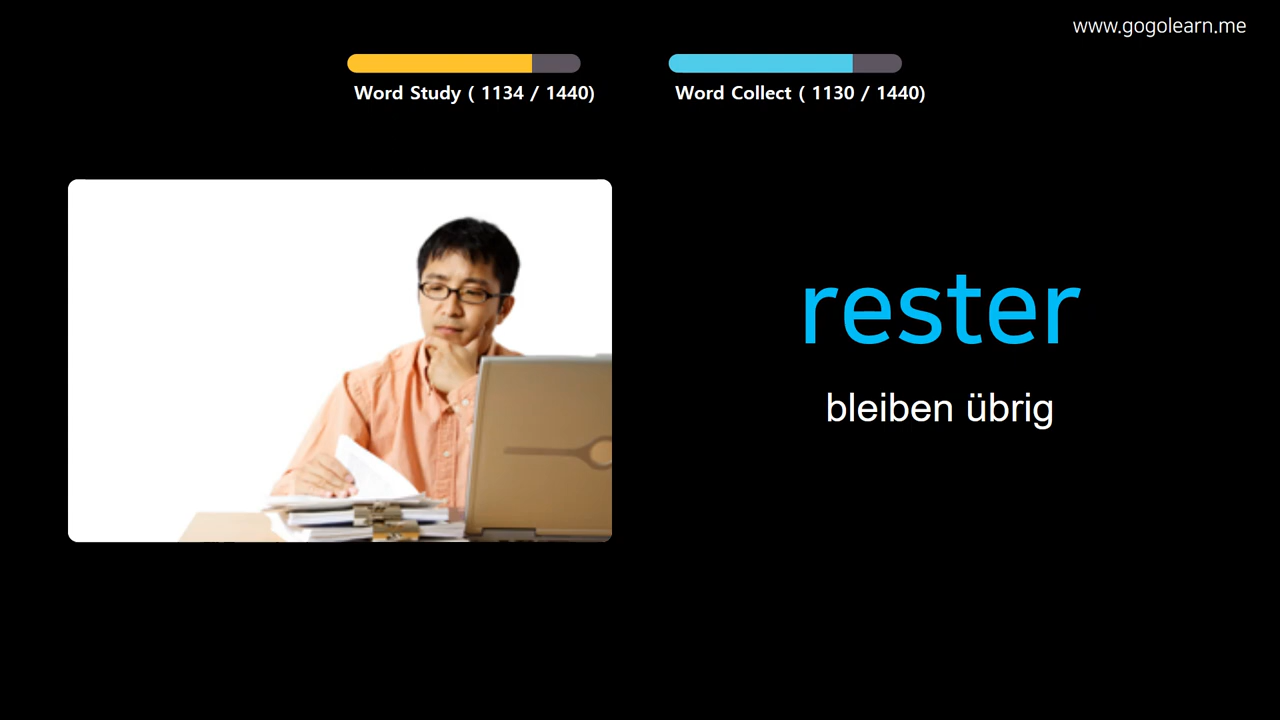 www.gogolearn.me
Word Study ( 1134 / 1440)
Word Collect ( 1130 / 1440)
rester
bleiben übrig